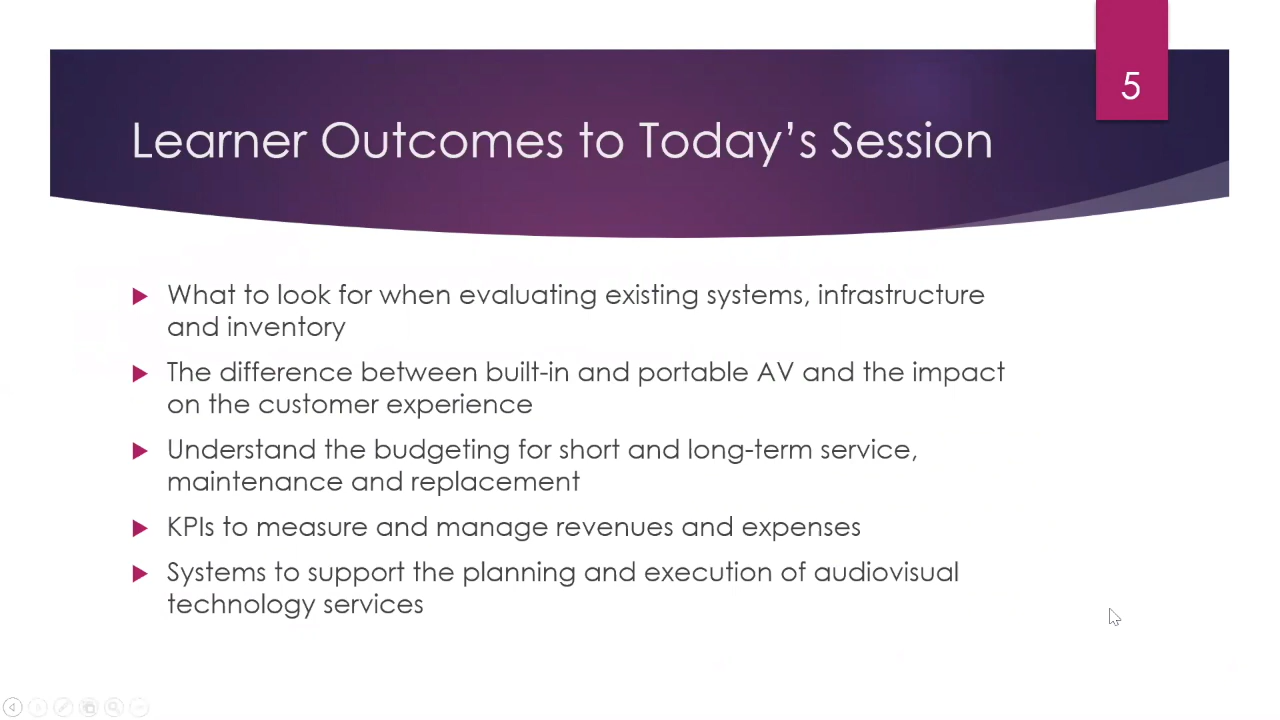 5
Learner Outcomes to Today’s Session
What to look for when evaluating existing systems, infrastructure
and inventory
The difference between built-in and portable AV and the impact
on the customer experience
Understand the budgeting for short and long-term service,
maintenance and replacement
KPIs to measure and manage revenues and expenses
Systems to support the planning and execution of audiovisual
technology services